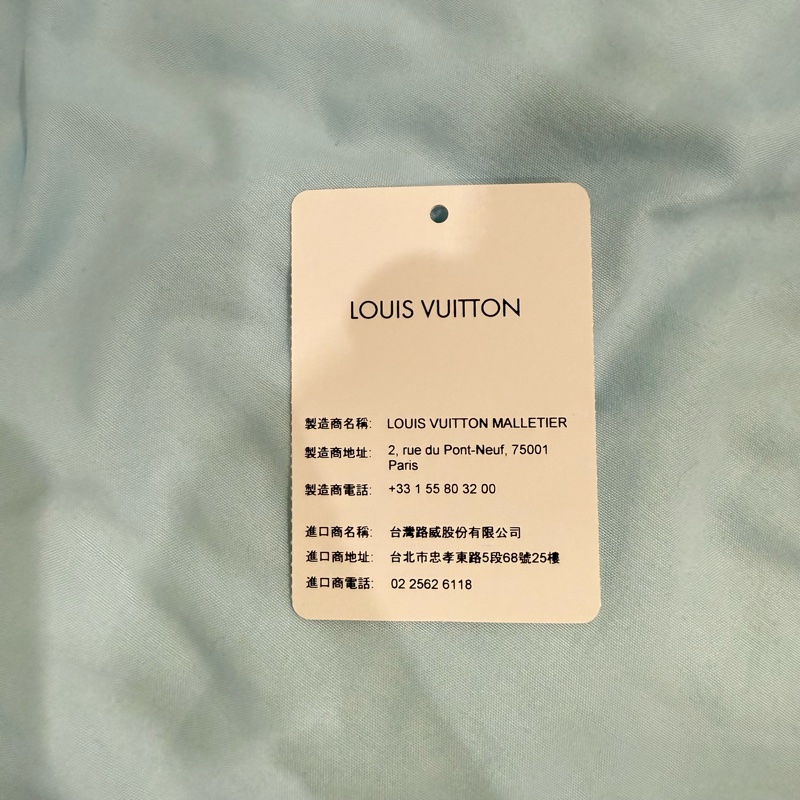 LOUIS VUITTON
製造商名稱: LOUIS VUITTON MALLETIER
製造商地址: 2, rue du Pont-Neuf, 75001
Paris
製造商電話: +33 1 55 80 32 00
進口商名稱: 台灣路威股份有限公司
進口商地址: 台北市忠孝東路5段68號25樓
進口商電話: 02 2562 6118